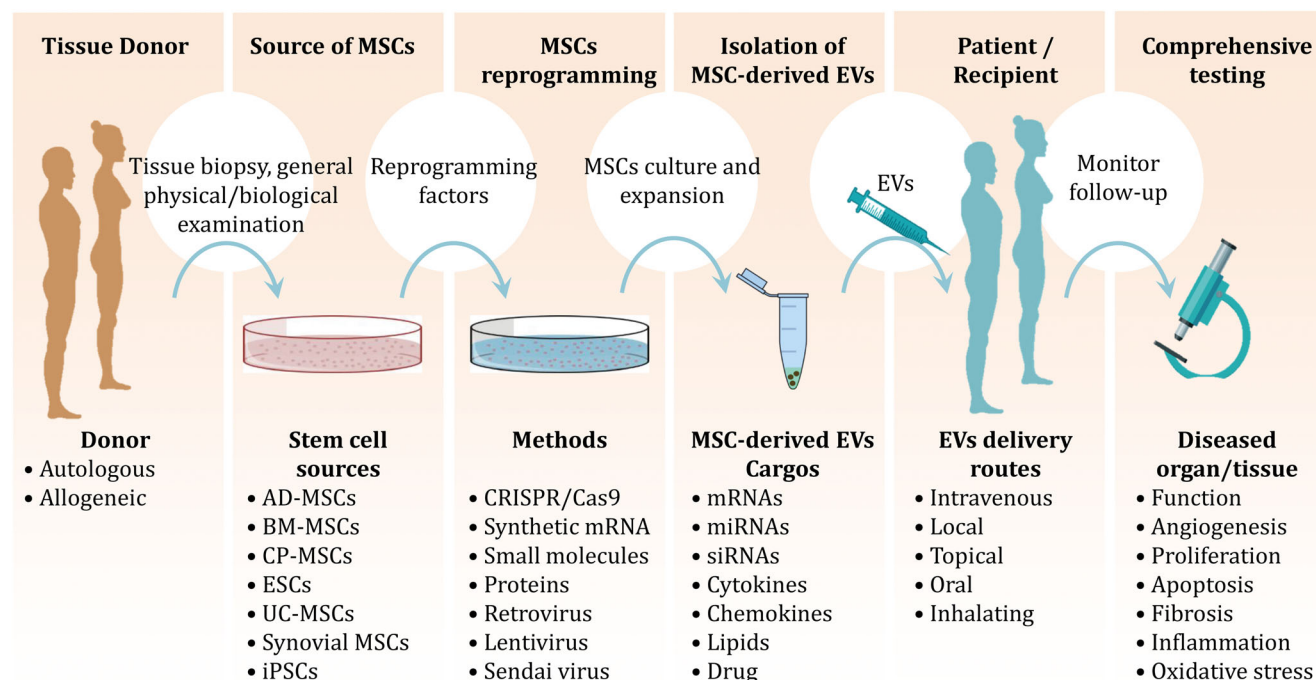 Tissue Donor
Source of MSCs
MSCs
reprogramming
Isolation of
MSC-derived EVs
Patient /
Recipient
Comprehensive
testing
Tissue biopsy, general
physical/biological
examination
Reprogramming
factors
MSCs culture and
expansion
EVs
Monitor
follow-up
Donor
• Autologous
• Allogeneic
Stem cell
sources
• AD-MSCs
• BM-MSCs
• CP-MSCs
• ESCs
• UC-MSCs
• Synovial MSCs
• iPSCs
Methods
• CRISPR/Cas9
• Synthetic mRNA
• Small molecules
• Proteins
• Retrovirus
• Lentivirus
• Sendai virus
MSC-derived EVs
Cargos
• mRNAs
• miRNAs
• siRNAs
• Cytokines
• Chemokines
• Lipids
• Drug
EVs delivery
routes
• Intravenous
• Local
• Topical
• Oral
• Inhalating
Diseased
organ/tissue
• Function
• Angiogenesis
• Proliferation
• Apoptosis
• Fibrosis
• Inflammation
• Oxidative stress